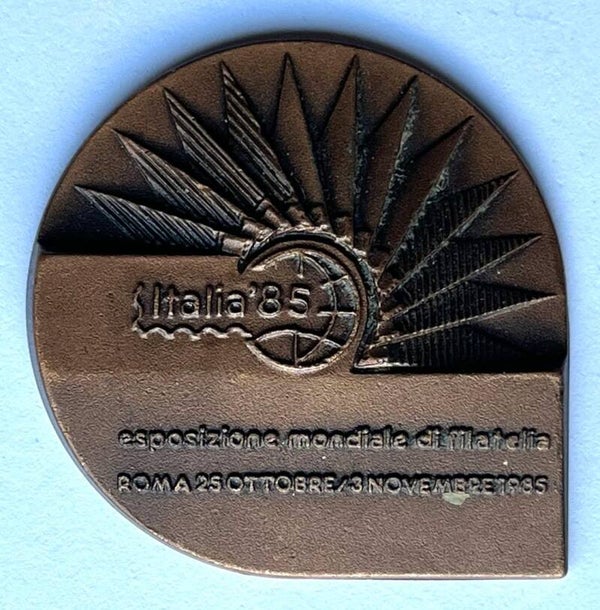 Italia '85
esposizione mondiale di filatelia
ROMA 25 OTTOBRE/3 NOVEMBRE 1985